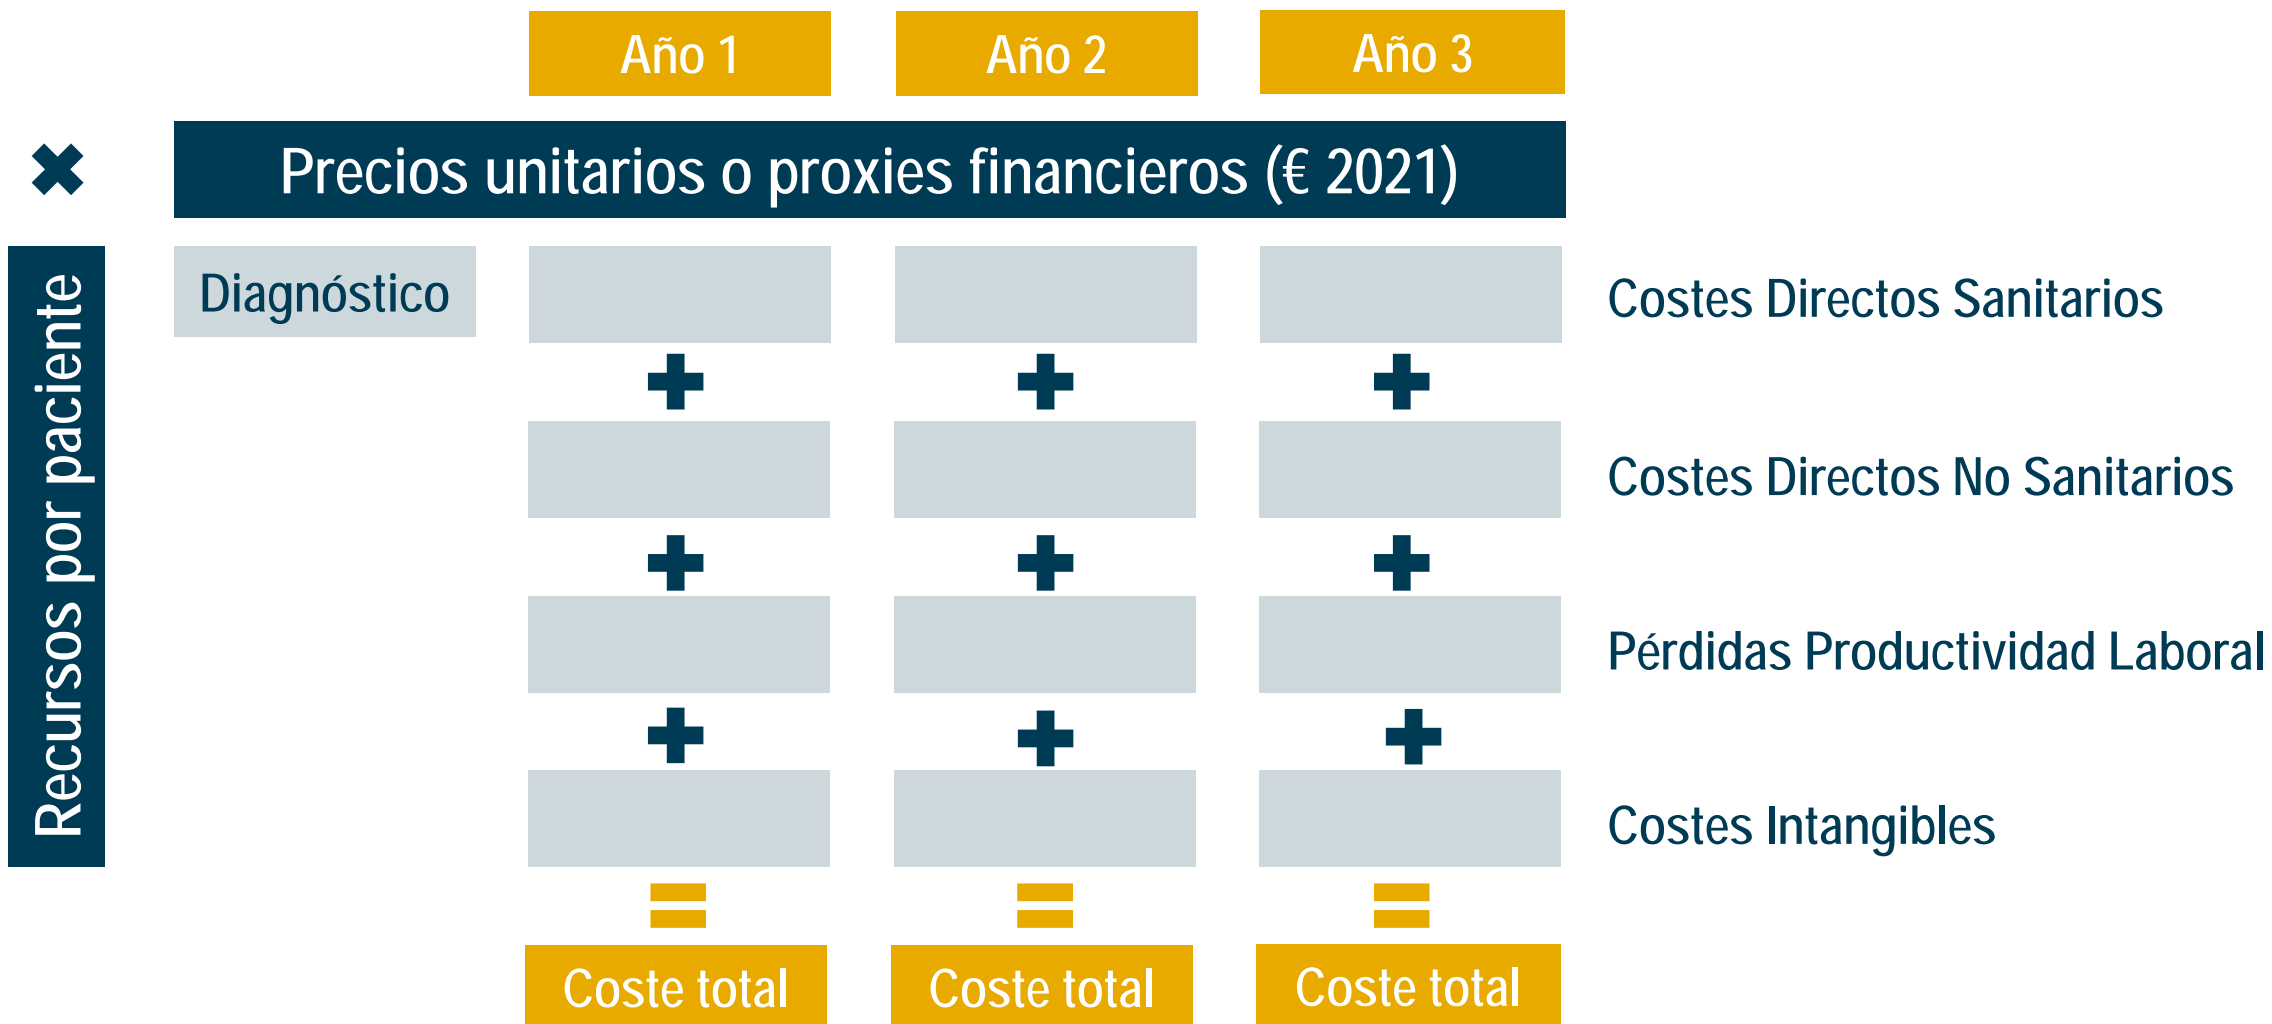 Año 1
Año 2
Año 3
Precios unitarios o proxies financieros (€ 2021)
Recursos por paciente
Diagnóstico
Costes Directos Sanitarios
Costes Directos No Sanitarios
Pérdidas Productividad Laboral
Costes Intangibles
Coste total
Coste total
Coste total